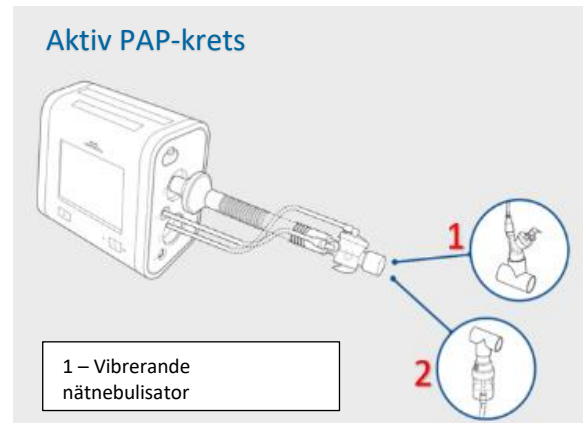 Aktiv PAP-krets
1
2
1 – Vibrerande
nätnebulisator